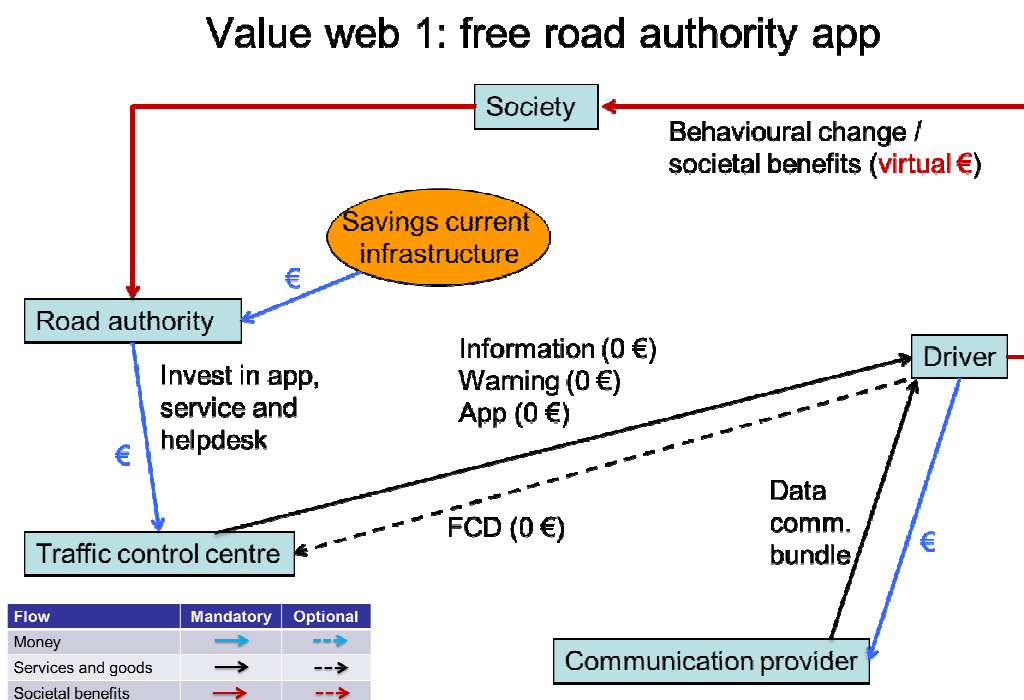 Value web 1: free road authority app
Society
Behavioural change /
societal benefits (virtual €)
Savings current
infrastructure
€
Road authority
Information (0 €)
Warning (0 €)
App (0 €)
Driver
Invest in app,
service and
helpdesk
€
Data
comm.
bundle
FCD (0 €)
€
Traffic control centre
Communication provider
Flow Mandatory Optional
Money
Services and goods
Societal benefits